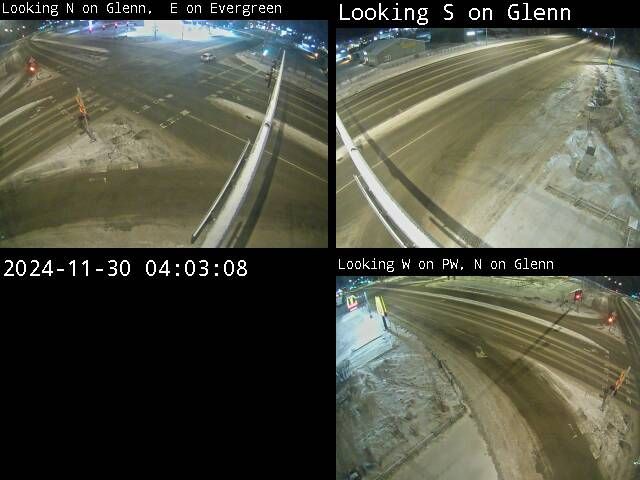 Looking N on Glenn,  E on Evergreen
Looking S on Glenn
2024-11-30 04:03:08
Looking W on PW, N on Glenn